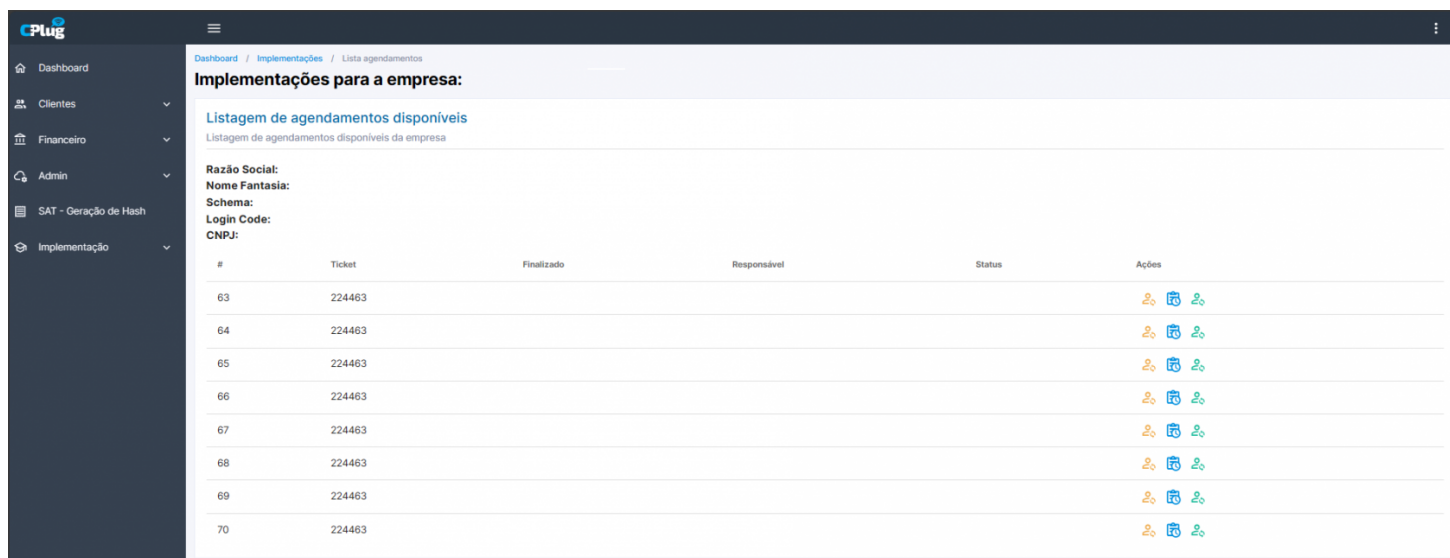 CPlug
Dashboard
Clientes
Financeiro
Admin
SAT - Geração de Hash
Implementação
Dashboard / Implementações / Lista agendamentos
Implementações para a empresa:
Listagem de agendamentos disponíveis
Listagem de agendamentos disponíveis da empresa
Razão Social:
Nome Fantasia:
Schema:
Login Code:
CNPJ:
# Ticket Finalizado Responsável Status Ações
63 224463
64 224463
65 224463
66 224463
67 224463
68 224463
69 224463
70 224463